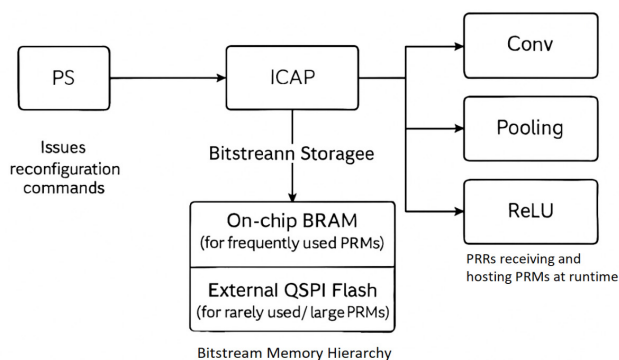 PS
Issues
reconfiguration
commands
ICAP
Bitstreann Storagee
On-chip BRAM
(for frequently used PRMs)
External QSPI Flash
(for rarely used/ large PRMs)
Bitstream Memory Hierarchy
Conv
Pooling
ReLU
PRRs receiving and
hosting PRMs at runtime